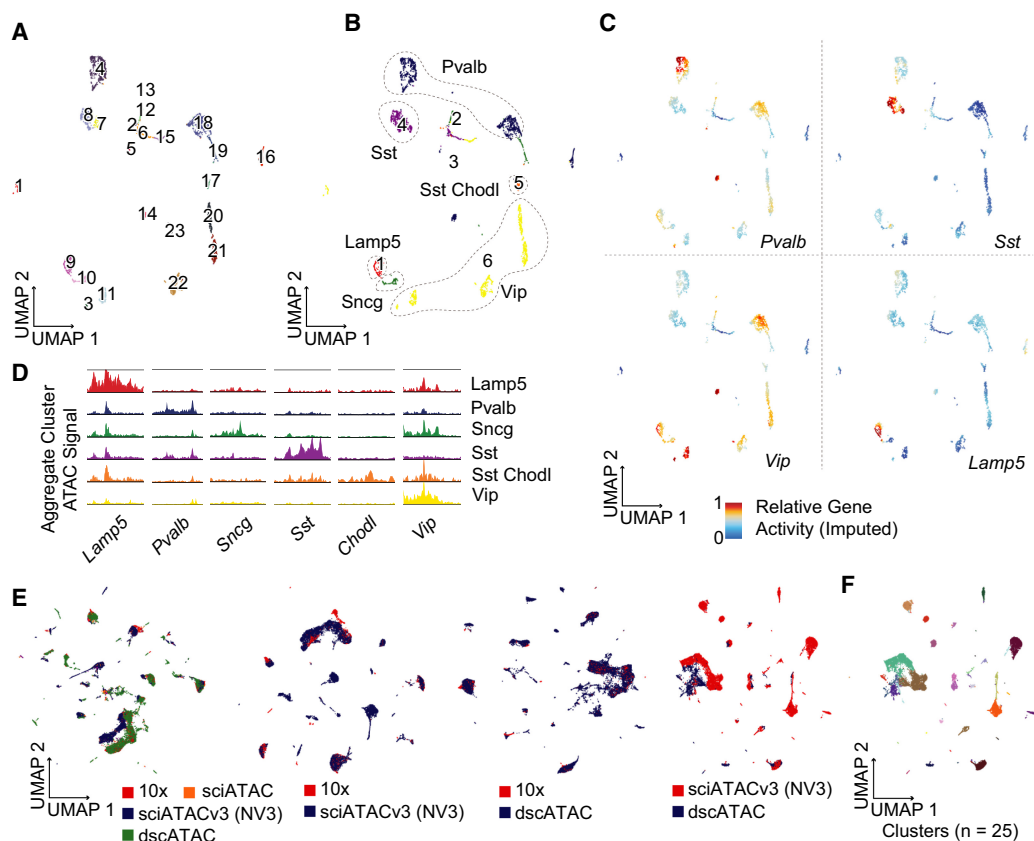 A
4
13
8
7
12
2
6
15
18
5
19
16
1
17
14
20
23
21
9
10
22
3
11
UMAP 2
UMAP 1
B
Pvalb
4
2
Sst
3
Sst Chodl
5
Lamp5
1
6
Sncg
Vip
UMAP 2
UMAP 1
C
Pvalb
Sst
Vip
Lamp5
UMAP 2
UMAP 1
1
0
Relative Gene
Activity (Imputed)
D
Aggregate Cluster
ATAC Signal
Lamp5
Pvalb
Sncg
Sst
Sst Chodl
Vip
Lamp5
Pvalb
Sncg
Sst
Chodl
Vip
E
UMAP 2
UMAP 1
10x
sciATAC
sciATACv3 (NV3)
dscATAC
10x
sciATACv3 (NV3)
10x
dscATAC
sciATACv3 (NV3)
dscATAC
F
UMAP 2
UMAP 1
Clusters (n = 25)